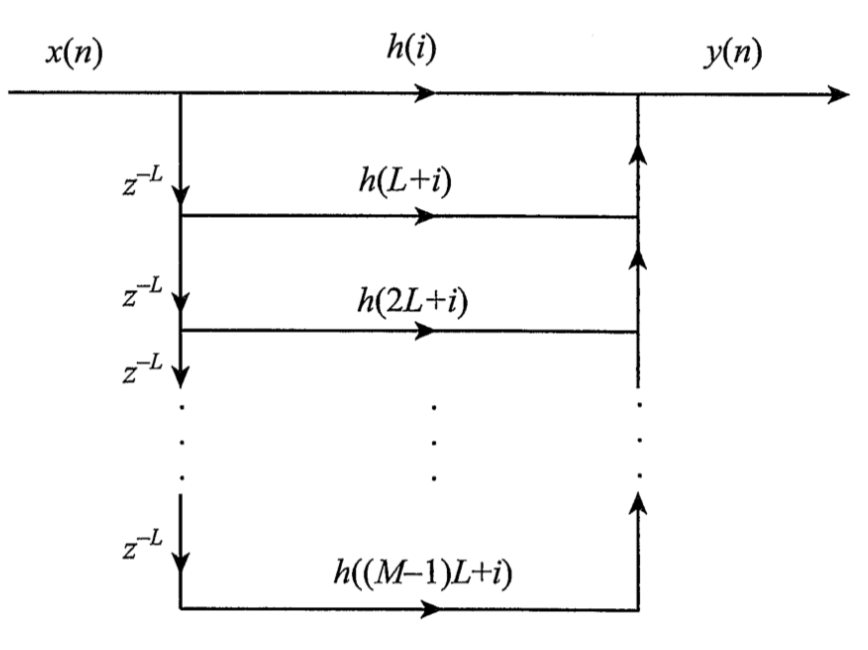 x(n) h(i) y(n)
z⁻ᴸ h(L+i)
z⁻ᴸ h(2L+i)
z⁻ᴸ
z⁻ᴸ h((M–1)L+i)